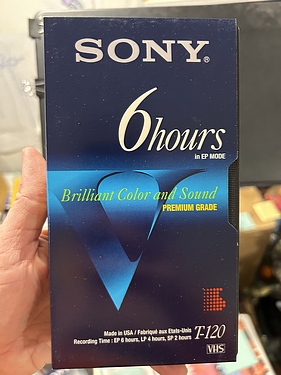 SONY®
6hours
in EP MODE
Brilliant Color and Sound
PREMIUM GRADE
Made in USA / Fabriqué aux Etats-Unis
Recording Time : EP 6 hours, LP 4 hours, SP 2 hours
T-120
VHS